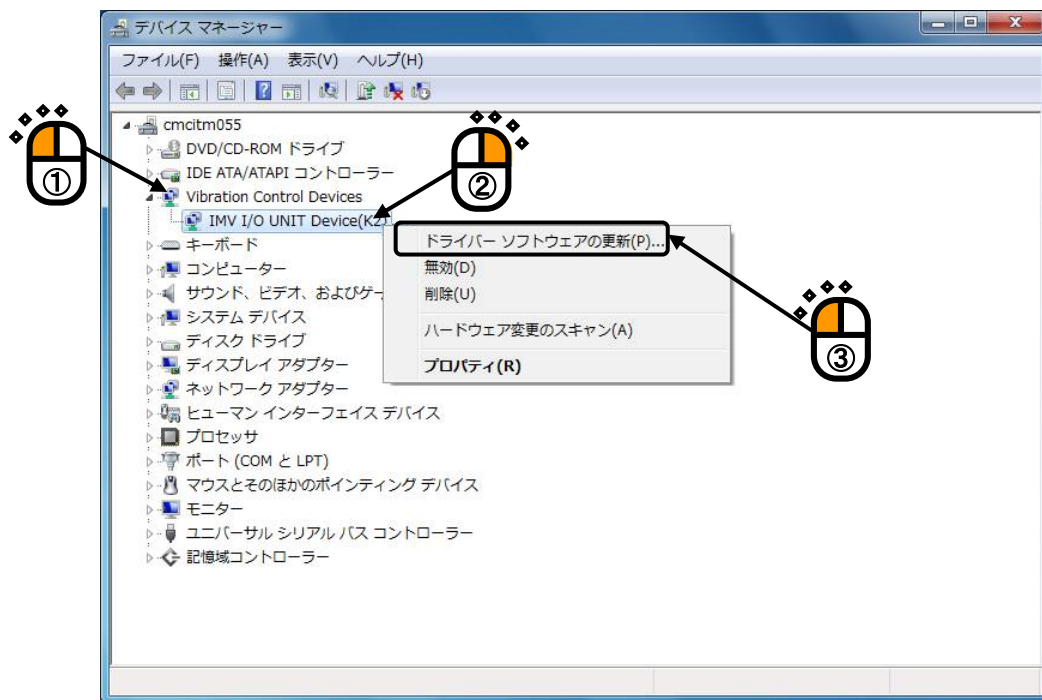 デバイス マネージャー
ファイル(F) 操作(A) 表示(V) ヘルプ(H)
cmcitm055
DVD/CD-ROM ドライブ
IDE ATA/ATAPI コントローラー
①
②
Vibration Control Devices
IMV I/O UNIT Device(K2)
ドライバー ソフトウェアの更新(P)...
キーボード
無効(D)
コンピューター
削除(U)
サウンド、ビデオ、およびゲー
システム デバイス
ハードウェア変更のスキャン(A)
ディスク ドライブ
③
ディスプレイ アダプター
プロパティ(R)
ネットワーク アダプター
ヒューマン インターフェイス デバイス
プロセッサ
ポート (COM と LPT)
マウスとそのほかのポインティング デバイス
モニター
ユニバーサル シリアル バス コントローラー
記憶域コントローラー